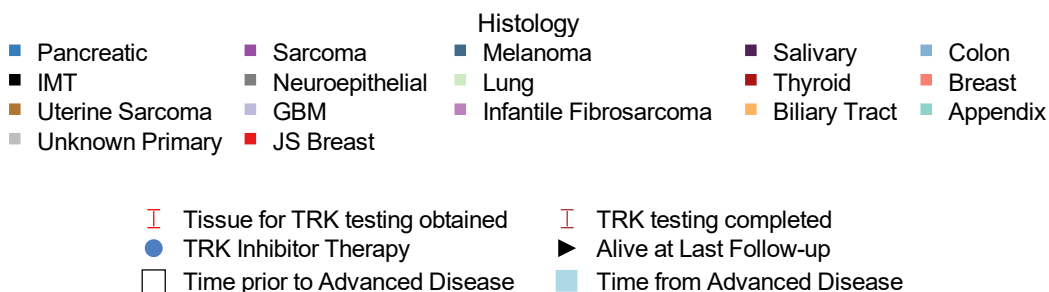 Histology
Pancreatic Sarcoma Melanoma Salivary Colon
IMT Neuroepithelial Lung Thyroid Breast
Uterine Sarcoma GBM Infantile Fibrosarcoma Biliary Tract Appendix
Unknown Primary JS Breast
Tissue for TRK testing obtained TRK testing completed
TRK Inhibitor Therapy Alive at Last Follow-up
Time prior to Advanced Disease Time from Advanced Disease